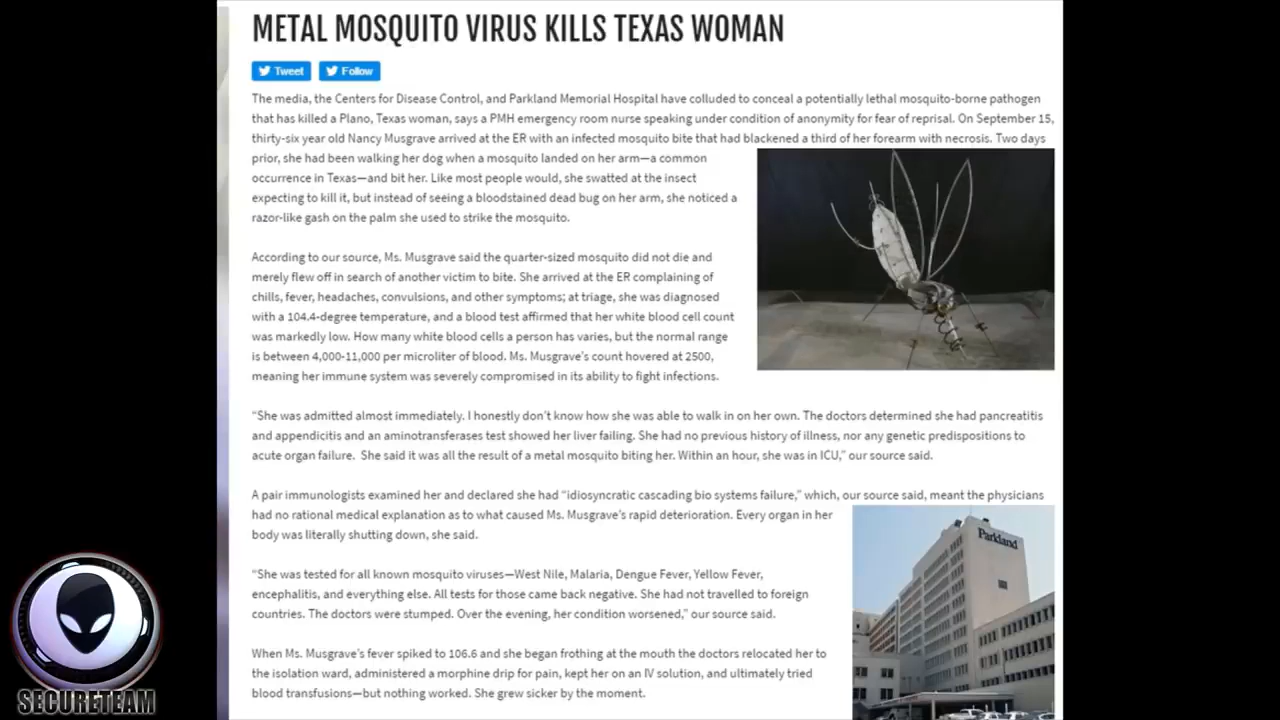 METAL MOSQUITO VIRUS KILLS TEXAS WOMAN
Tweet
Follow
The media, the Centers for Disease Control, and Parkland Memorial Hospital have colluded to conceal a potentially lethal mosquito-borne pathogen
that has killed a Plano, Texas woman, says a PMH emergency room nurse speaking under condition of anonymity for fear of reprisal. On September 15,
thirty-six year old Nancy Musgrave arrived at the ER with an infected mosquito bite that had blackened a third of her forearm with necrosis. Two days
prior, she had been walking her dog when a mosquito landed on her arm—a common
occurrence in Texas—and bit her. Like most people would, she swatted at the insect
expecting to kill it, but instead of seeing a bloodstained dead bug on her arm, she noticed a
razor-like gash on the palm she used to strike the mosquito.
According to our source, Ms. Musgrave said the quarter-sized mosquito did not die and
merely flew off in search of another victim to bite. She arrived at the ER complaining of
chills, fever, headaches, convulsions, and other symptoms; at triage, she was diagnosed
with a 104.4-degree temperature, and a blood test affirmed that her white blood cell count
was markedly low. How many white blood cells a person has varies, but the normal range
is between 4,000-11,000 per microliter of blood. Ms. Musgrave's count hovered at 2500,
meaning her immune system was severely compromised in its ability to fight infections.
"She was admitted almost immediately. I honestly don't know how she was able to walk in on her own. The doctors determined she had pancreatitis
and appendicitis and an aminotransferases test showed her liver failing. She had no previous history of illness, nor any genetic predispositions to
acute organ failure. She said it was all the result of a metal mosquito biting her. Within an hour, she was in ICU," our source said.
A pair immunologists examined her and declared she had "idiosyncratic cascading bio systems failure," which, our source said, meant the physicians
had no rational medical explanation as to what caused Ms. Musgrave's rapid deterioration. Every organ in her
body was literally shutting down, she said.
Parkland
"She was tested for all known mosquito viruses—West Nile, Malaria, Dengue Fever, Yellow Fever,
encephalitis, and everything else. All tests for those came back negative. She had not travelled to foreign
countries. The doctors were stumped. Over the evening, her condition worsened," our source said.
When Ms. Musgrave's fever spiked to 106.6 and she began frothing at the mouth the doctors relocated her to
the isolation ward, administered a morphine drip for pain, kept her on an IV solution, and ultimately tried
blood transfusions—but nothing worked. She grew sicker by the moment.
SECURETEAM